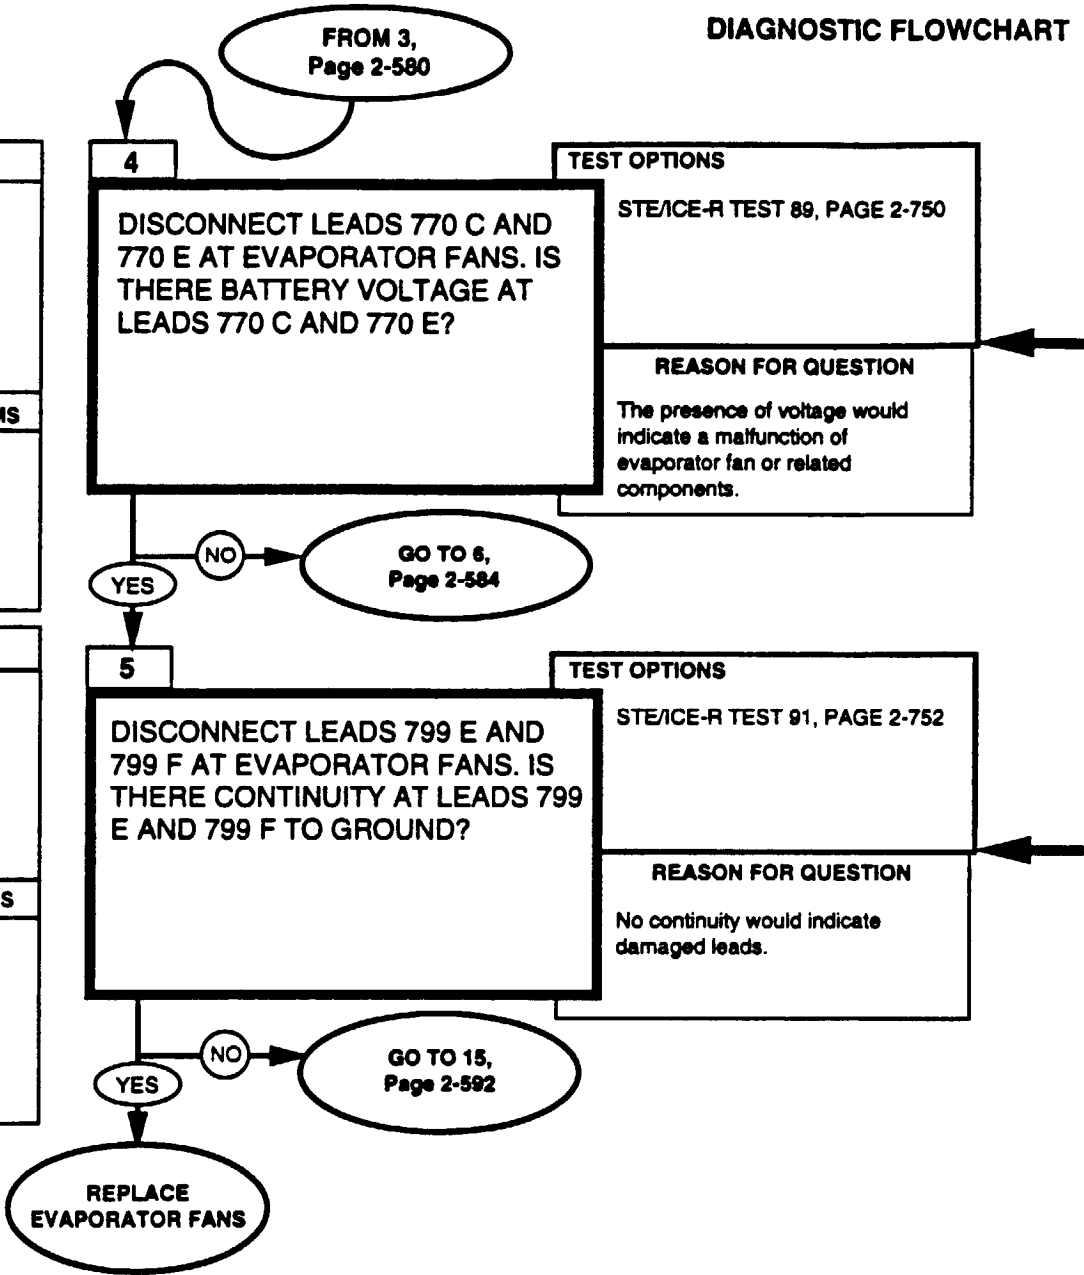 DIAGNOSTIC FLOWCHART
FROM 3,
Page 2-580
4
DISCONNECT LEADS 770 C AND
770 E AT EVAPORATOR FANS. IS
THERE BATTERY VOLTAGE AT
LEADS 770 C AND 770 E?
TEST OPTIONS
STE/ICE-R TEST 89, PAGE 2-750
REASON FOR QUESTION
The presence of voltage would
indicate a malfunction of
evaporator fan or related
components.
MS
NO
GO TO 6,
Page 2-584
YES
5
DISCONNECT LEADS 799 E AND
799 F AT EVAPORATOR FANS. IS
THERE CONTINUITY AT LEADS 799
E AND 799 F TO GROUND?
TEST OPTIONS
STE/ICE-R TEST 91, PAGE 2-752
REASON FOR QUESTION
No continuity would indicate
damaged leads.
S
NO
GO TO 15,
Page 2-592
YES
REPLACE
EVAPORATOR FANS